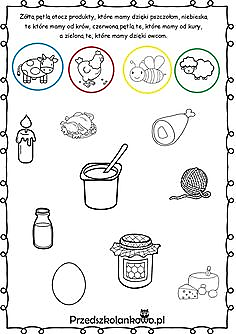 Żółtą pętlą otocz produkty, które mamy dzięki pszczołom, niebieską
te które mamy od krów, czerwoną pętlą te, które mamy od kury,
a zieloną te, które mamy dzięki owcom.
Przedszkolankowo.pl